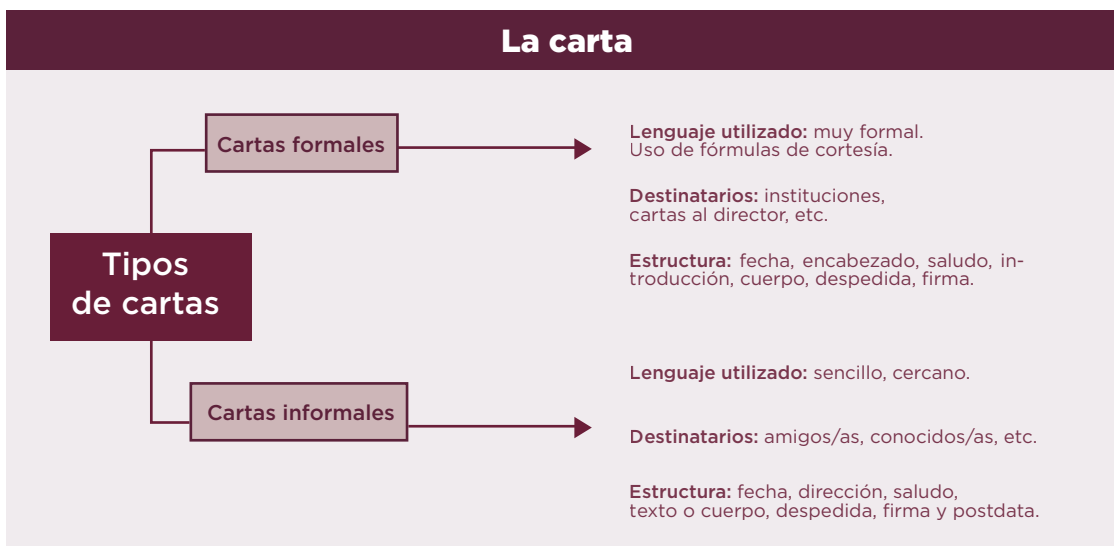 La carta
Tipos
de cartas
Cartas formales
Lenguaje utilizado: muy formal.
Uso de fórmulas de cortesía.
Destinatarios: instituciones,
cartas al director, etc.
Estructura: fecha, encabezado, saludo, in-
troducción, cuerpo, despedida, firma.
Cartas informales
Lenguaje utilizado: sencillo, cercano.
Destinatarios: amigos/as, conocidos/as, etc.
Estructura: fecha, dirección, saludo,
texto o cuerpo, despedida, firma y postdata.